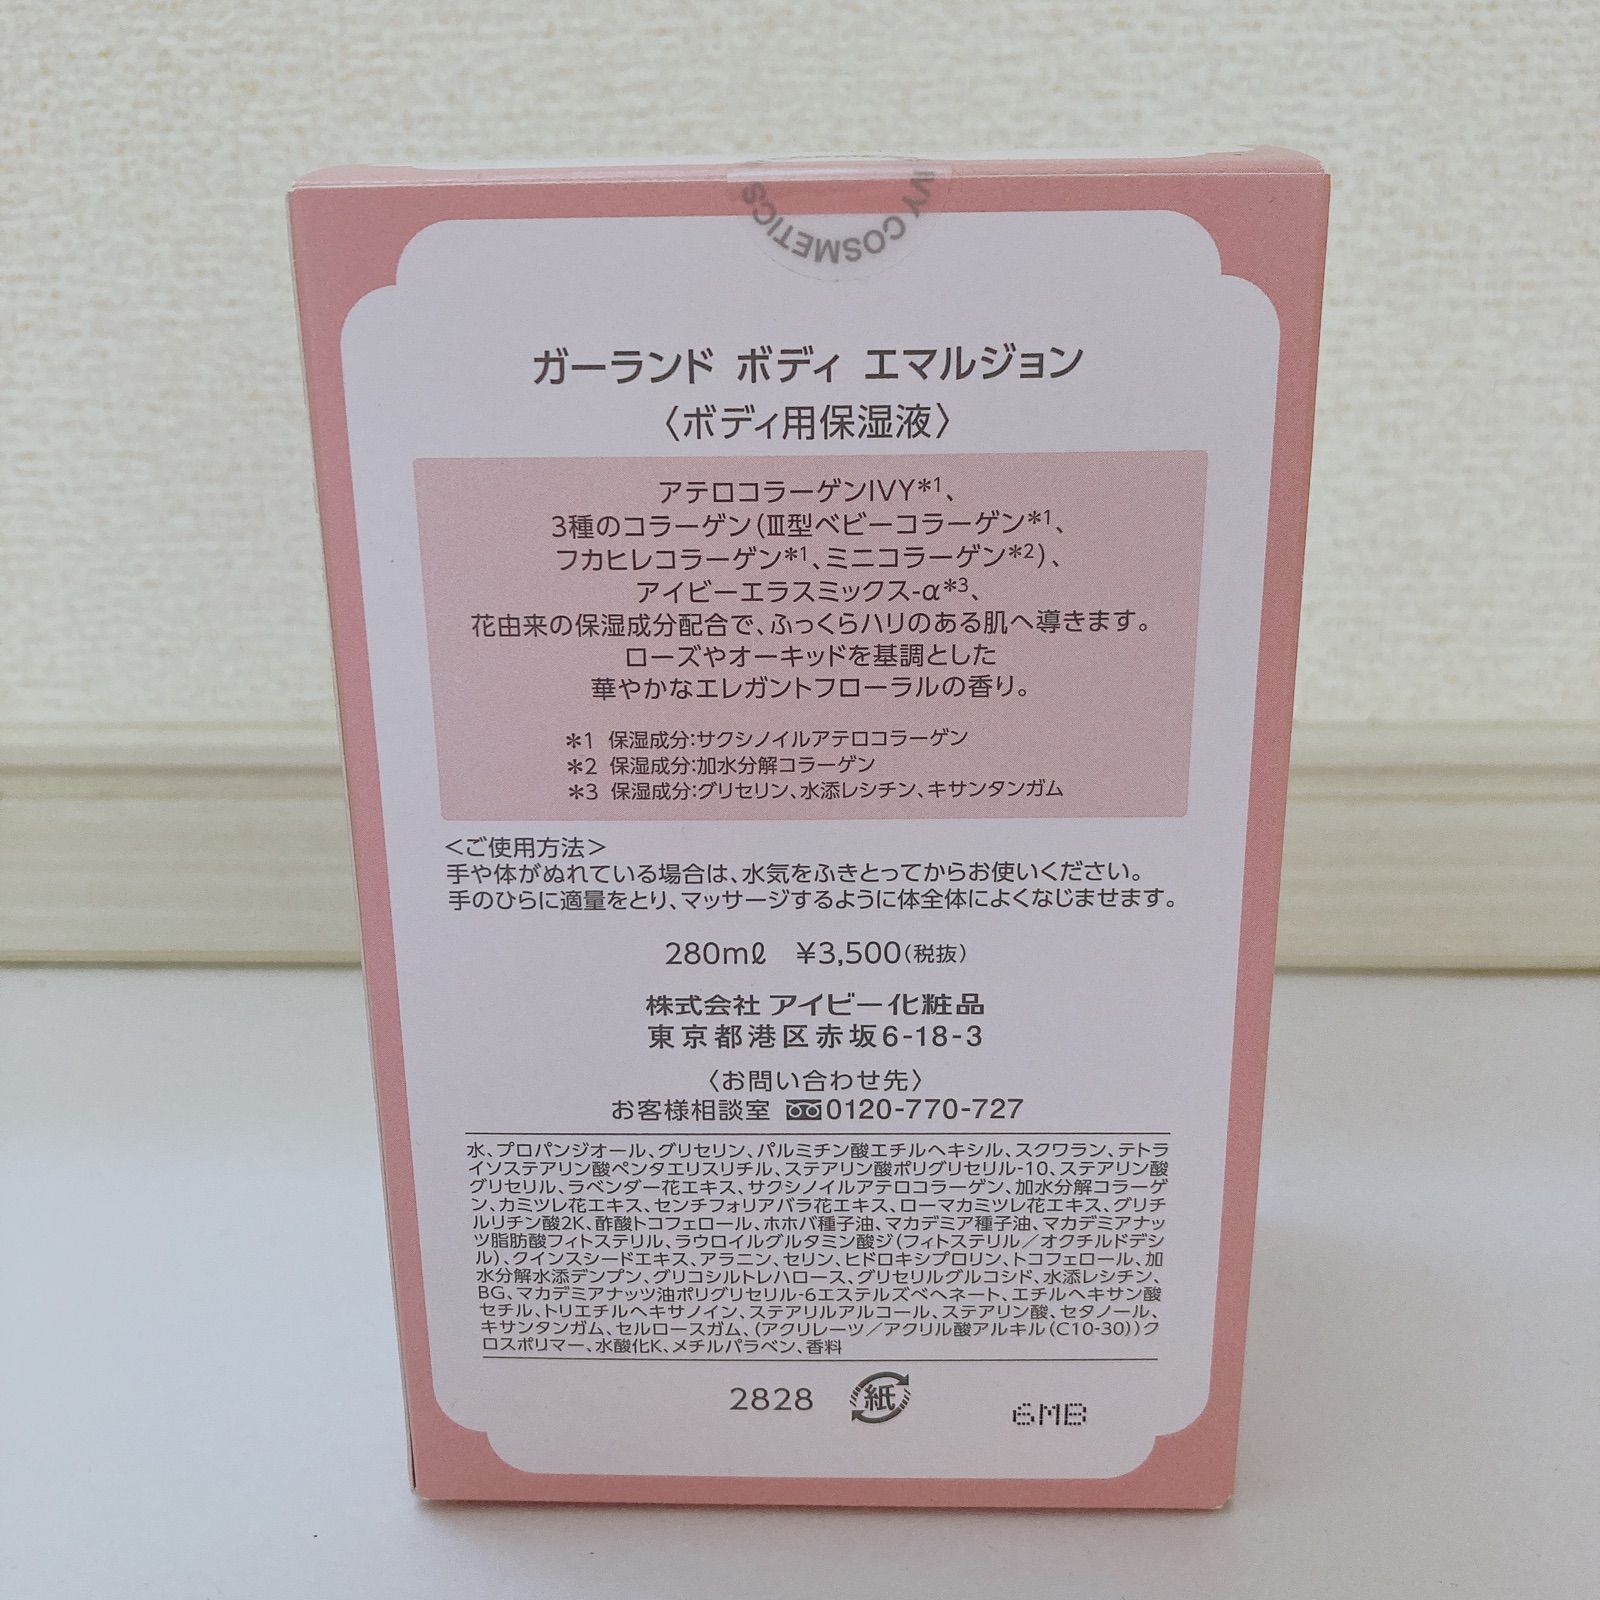 IVY COSMETICS
ガーランド ボディ エマルジョン
〈ボディ用保湿液〉
アテロコラーゲンIVY*1、
3種のコラーゲン(Ⅲ型ベビーコラーゲン*1、
フカヒレコラーゲン*1、ミニコラーゲン*2)、
アイビーエラスミックス-α*3、
花由来の保湿成分配合で、ふっくらハリのある肌へ導きます。
ローズやオーキッドを基調とした
華やかなエレガントフローラルの香り。
*1 保湿成分:サクシノイルアテロコラーゲン
*2 保湿成分:加水分解コラーゲン
*3 保湿成分:グリセリン、水添レシチン、キサンタンガム
<ご使用方法>
手や体がぬれている場合は、水気をふきとってからお使いください。
手のひらに適量をとり、マッサージするように体全体によくなじませます。
280mℓ ¥3,500(税抜)
株式会社 アイビー化粧品
東京都港区赤坂6-18-3
〈お問い合わせ先〉
お客様相談室 0120-770-727
水、プロパンジオール、グリセリン、パルミチン酸エチルヘキシル、スクワラン、テトラ
イソステアリン酸ペンタエリスリチル、ステアリン酸ポリグリセリル-10、ステアリン酸
グリセリル、ラベンダー花エキス、サクシノイルアテロコラーゲン、加水分解コラーゲ
ン、カミツレ花エキス、センチフォリアバラ花エキス、ローマカミツレ花エキス、グリチ
ルリチン酸2K、酢酸トコフェロール、ホホバ種子油、マカデミア種子油、マカデミアナッ
ツ脂肪酸フィトステリル、ラウロイルグルタミン酸ジ(フィトステリル/オクチルドデシ
ル)、クインスシードエキス、アラニン、セリン、ヒドロキシプロリン、トコフェロール、加
水分解水添デンプン、グリコシルトレハロース、グリセリルグルコシド、水添レシチン、
BG、マカデミアナッツ油ポリグリセリル-6エステルズベヘネート、エチルヘキサン酸
セチル、トリエチルヘキサノイン、ステアリルアルコール、ステアリン酸、セタノール、
キサンタンガム、セルロースガム、(アクリレーツ/アクリル酸アルキル(C10-30))ク
ロスポリマー、水酸化K、メチルパラベン、香料
2828 紙 6MB